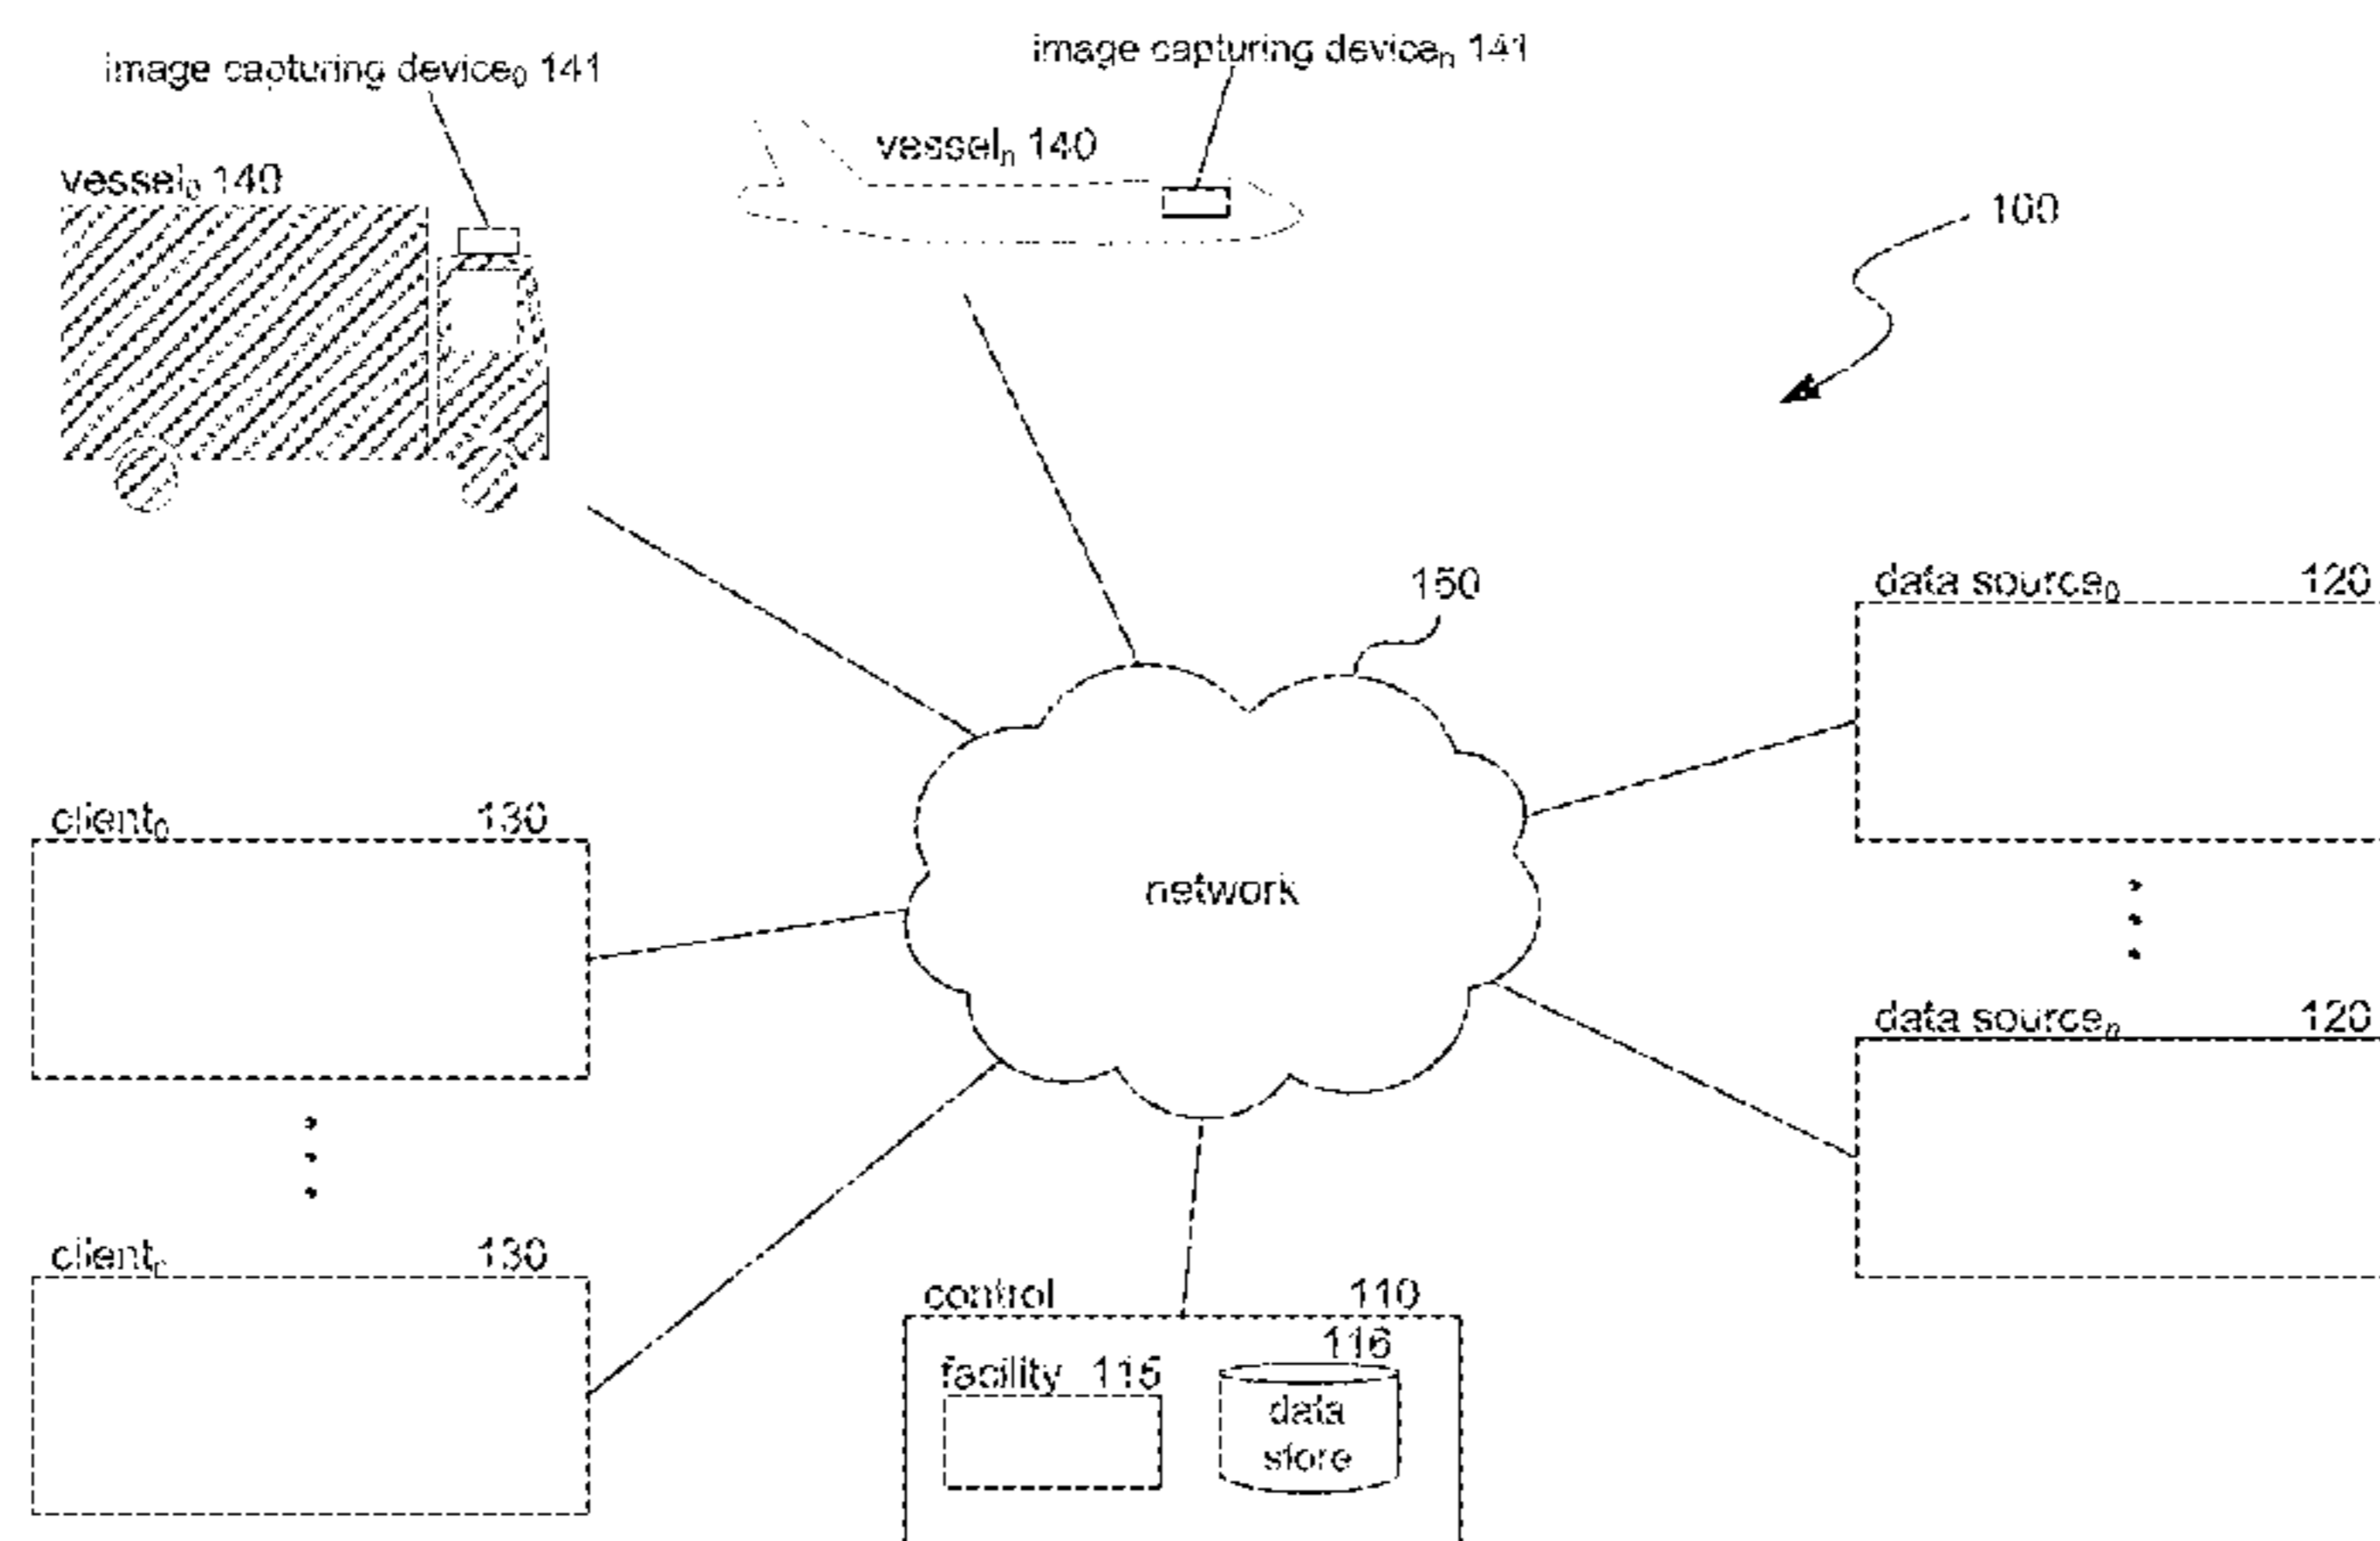 image capturing device₀ 141
image capturing deviceₙ 141
vessel₀ 140
vesselₙ 140
100
150
data source₀ 120
client₀ 130
network
data sourceₙ 120
clientₙ 130
control 110
116
facility 115
data
store